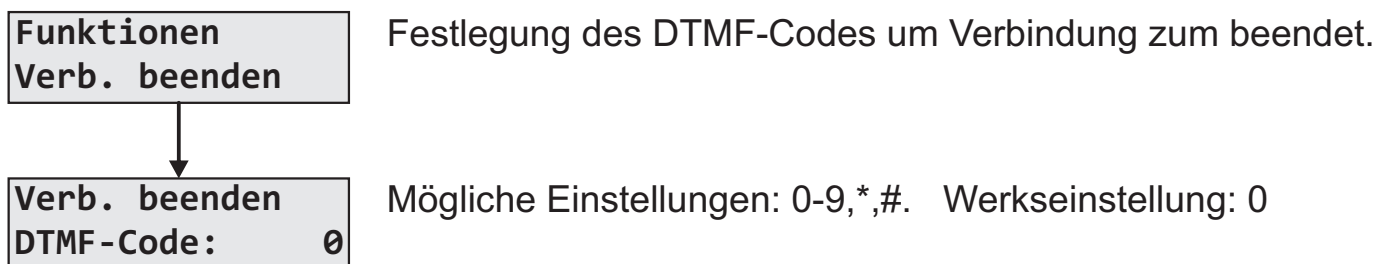 Funktionen
Verb. beenden
Festlegung des DTMF-Codes um Verbindung zum beendet.
Verb. beenden
DTMF-Code: 0
Mögliche Einstellungen: 0-9,*,#. Werkseinstellung: 0